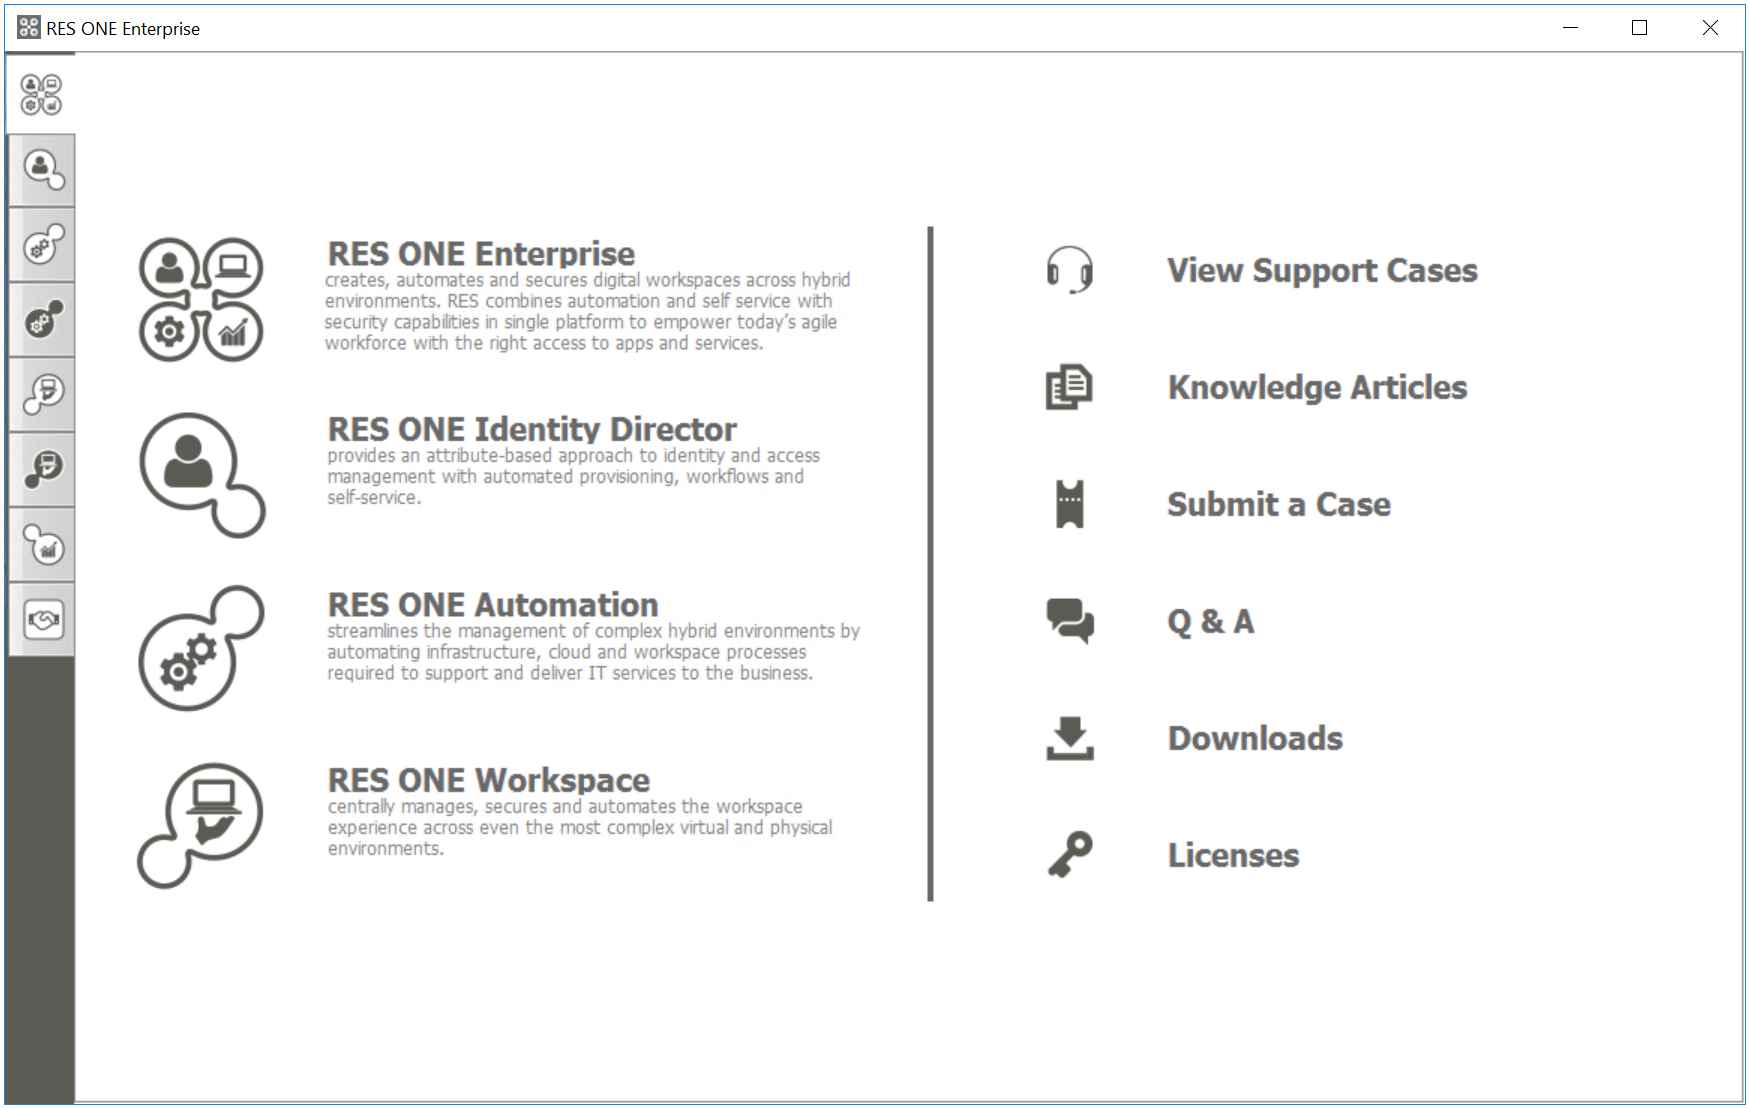 RES ONE Enterprise
RES ONE Enterprise
creates, automates and secures digital workspaces across hybrid
environments. RES combines automation and self service with
security capabilities in single platform to empower today’s agile
workforce with the right access to apps and services.
RES ONE Identity Director
provides an attribute-based approach to identity and access
management with automated provisioning, workflows and
self-service.
RES ONE Automation
streamlines the management of complex hybrid environments by
automating infrastructure, cloud and workspace processes
required to support and deliver IT services to the business.
RES ONE Workspace
centrally manages, secures and automates the workspace
experience across even the most complex virtual and physical
environments.
View Support Cases
Knowledge Articles
Submit a Case
Q & A
Downloads
Licenses